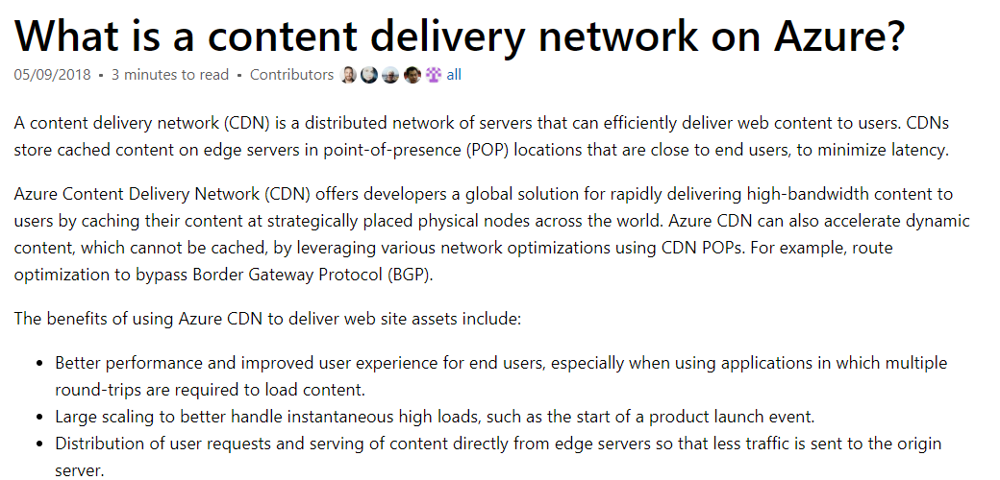 What is a content delivery network on Azure?
05/09/2018 • 3 minutes to read • Contributors all
A content delivery network (CDN) is a distributed network of servers that can efficiently deliver web content to users. CDNs
store cached content on edge servers in point-of-presence (POP) locations that are close to end users, to minimize latency.
Azure Content Delivery Network (CDN) offers developers a global solution for rapidly delivering high-bandwidth content to
users by caching their content at strategically placed physical nodes across the world. Azure CDN can also accelerate dynamic
content, which cannot be cached, by leveraging various network optimizations using CDN POPs. For example, route
optimization to bypass Border Gateway Protocol (BGP).
The benefits of using Azure CDN to deliver web site assets include:
• Better performance and improved user experience for end users, especially when using applications in which multiple
round-trips are required to load content.
• Large scaling to better handle instantaneous high loads, such as the start of a product launch event.
• Distribution of user requests and serving of content directly from edge servers so that less traffic is sent to the origin
server.